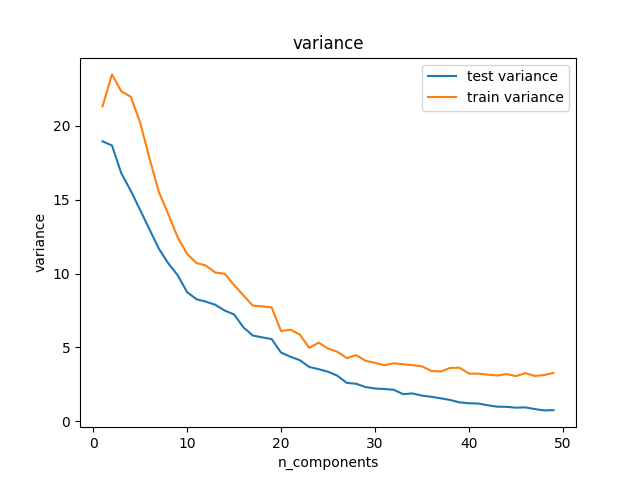 variance
test variance
train variance
variance
20
15
10
5
0
0 10 20 30 40 50
n_components